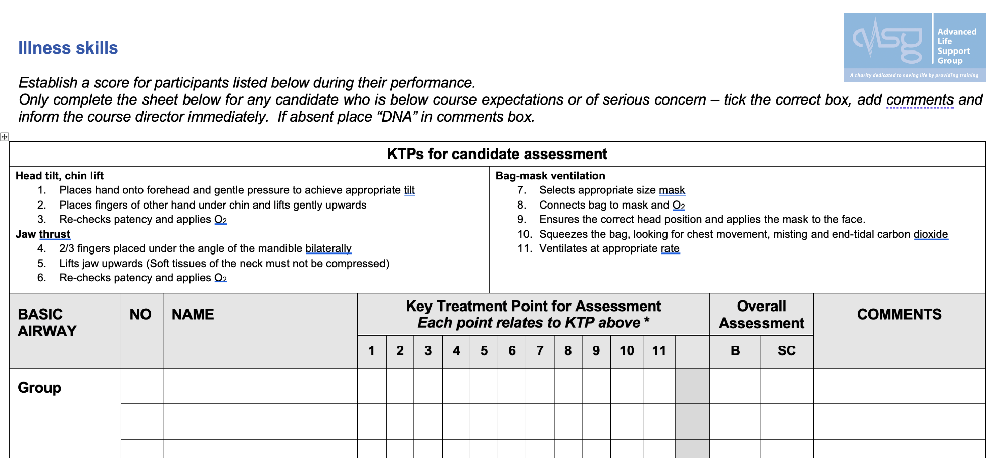 Illness skills
alsg
Advanced
Life
Support
Group
A charity dedicated to saving life by providing training
Establish a score for participants listed below during their performance.
Only complete the sheet below for any candidate who is below course expectations or of serious concern – tick the correct box, add comments and
inform the course director immediately.  If absent place “DNA” in comments box.
KTPs for candidate assessment
Head tilt, chin lift
1. Places hand onto forehead and gentle pressure to achieve appropriate tilt
2. Places fingers of other hand under chin and lifts gently upwards
3. Re-checks patency and applies O2
Jaw thrust
4. 2/3 fingers placed under the angle of the mandible bilaterally
5. Lifts jaw upwards (Soft tissues of the neck must not be compressed)
6. Re-checks patency and applies O2
Bag-mask ventilation
7. Selects appropriate size mask
8. Connects bag to mask and O2
9. Ensures the correct head position and applies the mask to the face.
10. Squeezes the bag, looking for chest movement, misting and end-tidal carbon dioxide
11. Ventilates at appropriate rate
BASIC
AIRWAY
NO
NAME
Key Treatment Point for Assessment
Each point relates to KTP above *
Overall
Assessment
COMMENTS
1 2 3 4 5 6 7 8 9 10 11
B SC
Group